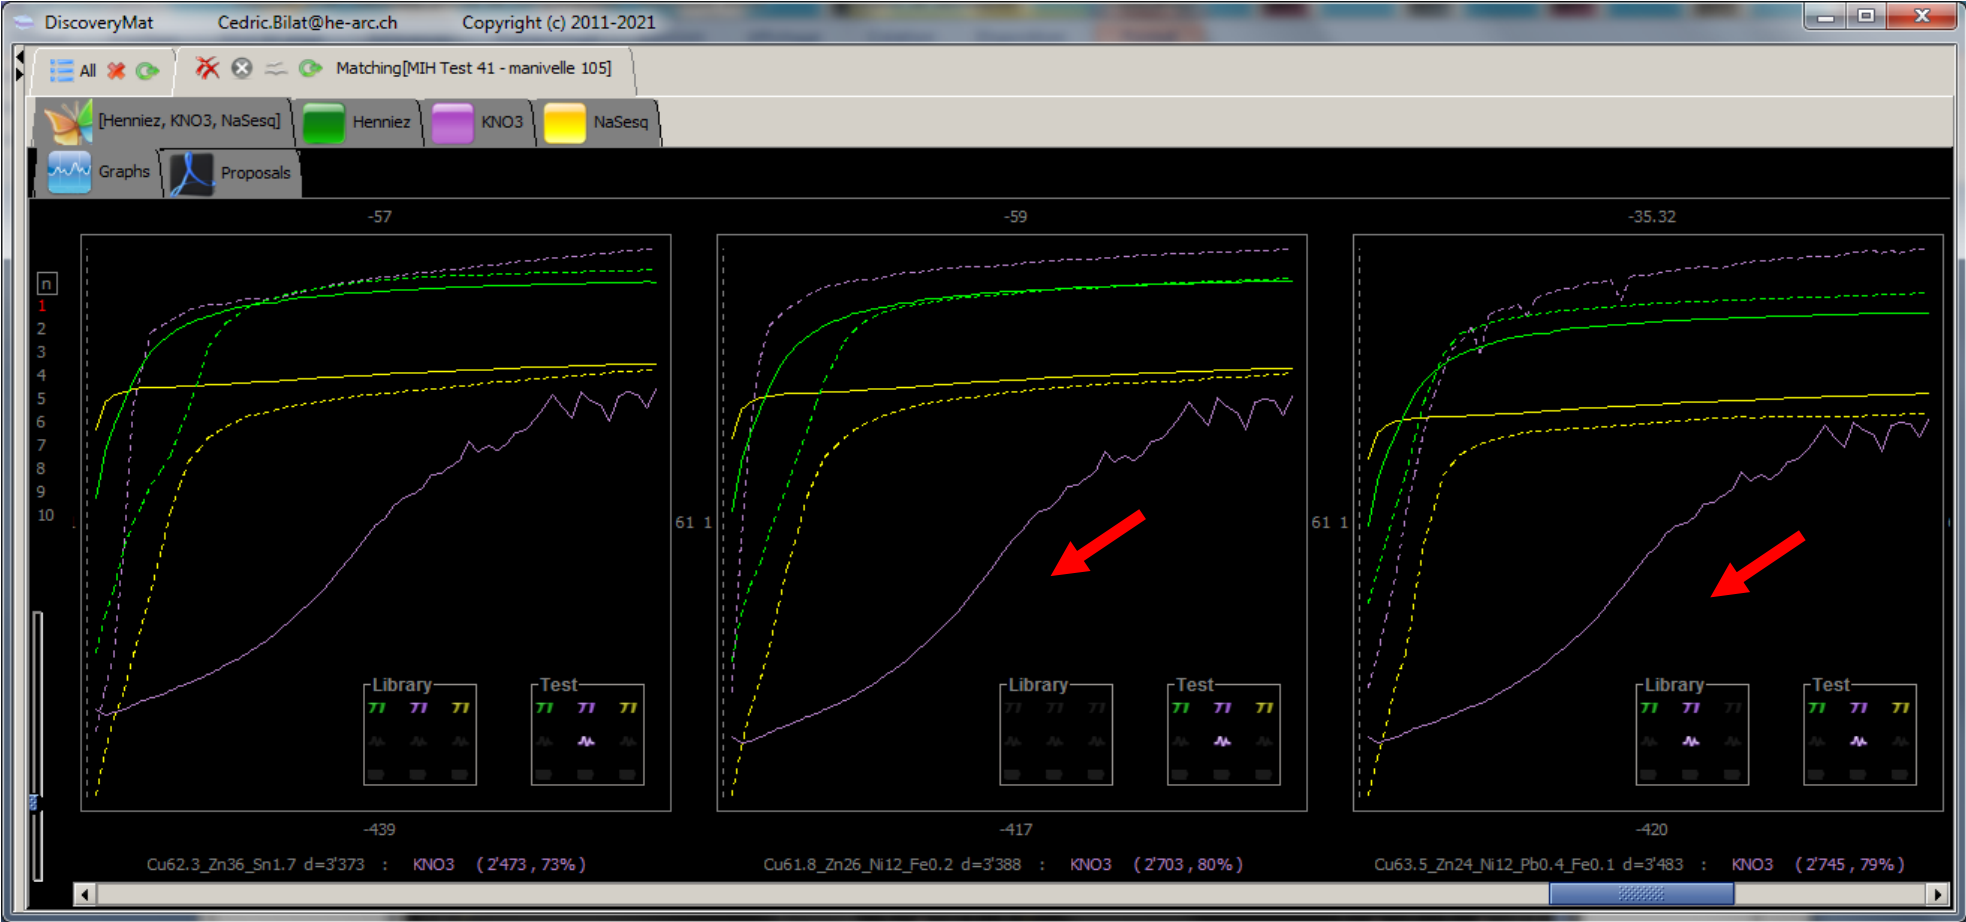 DiscoveryMat Cedric.Bilat@he-arc.ch Copyright (c) 2011-2021
All Matching[MIH Test 41 - manivelle 105]
[Henniez, KNO3, NaSesq] Henniez KNO3 NaSesq
Graphs Proposals
-57 -59 -35.32
n
1
2
3
4
5
6
7
8
9
10
61 1 61 1
Library Test Library Test Library Test
-439 -417 -420
Cu62.3_Zn36_Sn1.7 d=3'373 : KNO3 (2'473, 73%)
Cu61.8_Zn26_Ni12_Fe0.2 d=3'388 : KNO3 (2'703, 80%)
Cu63.5_Zn24_Ni12_Pb0.4_Fe0.1 d=3'483 : KNO3 (2'745, 79%)